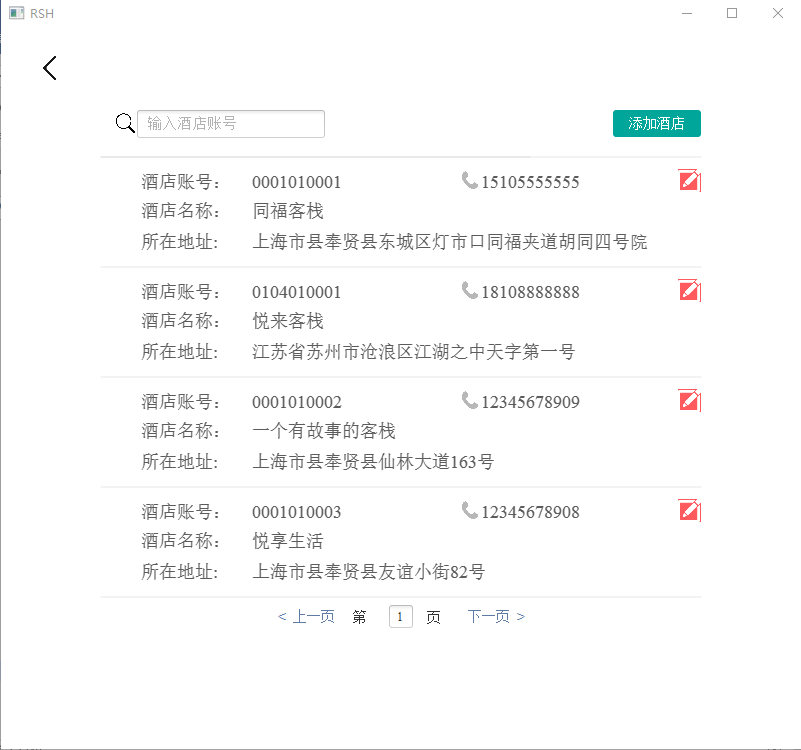 RSH
输入酒店账号
添加酒店
酒店账号： 0001010001 15105555555
酒店名称： 同福客栈
所在地址: 上海市县奉贤县东城区灯市口同福夹道胡同四号院
酒店账号： 0104010001 18108888888
酒店名称： 悦来客栈
所在地址: 江苏省苏州市沧浪区江湖之中天字第一号
酒店账号： 0001010002 12345678909
酒店名称： 一个有故事的客栈
所在地址: 上海市县奉贤县仙林大道163号
酒店账号： 0001010003 12345678908
酒店名称： 悦享生活
所在地址: 上海市县奉贤县友谊小街82号
< 上一页 第 1 页 下一页 >